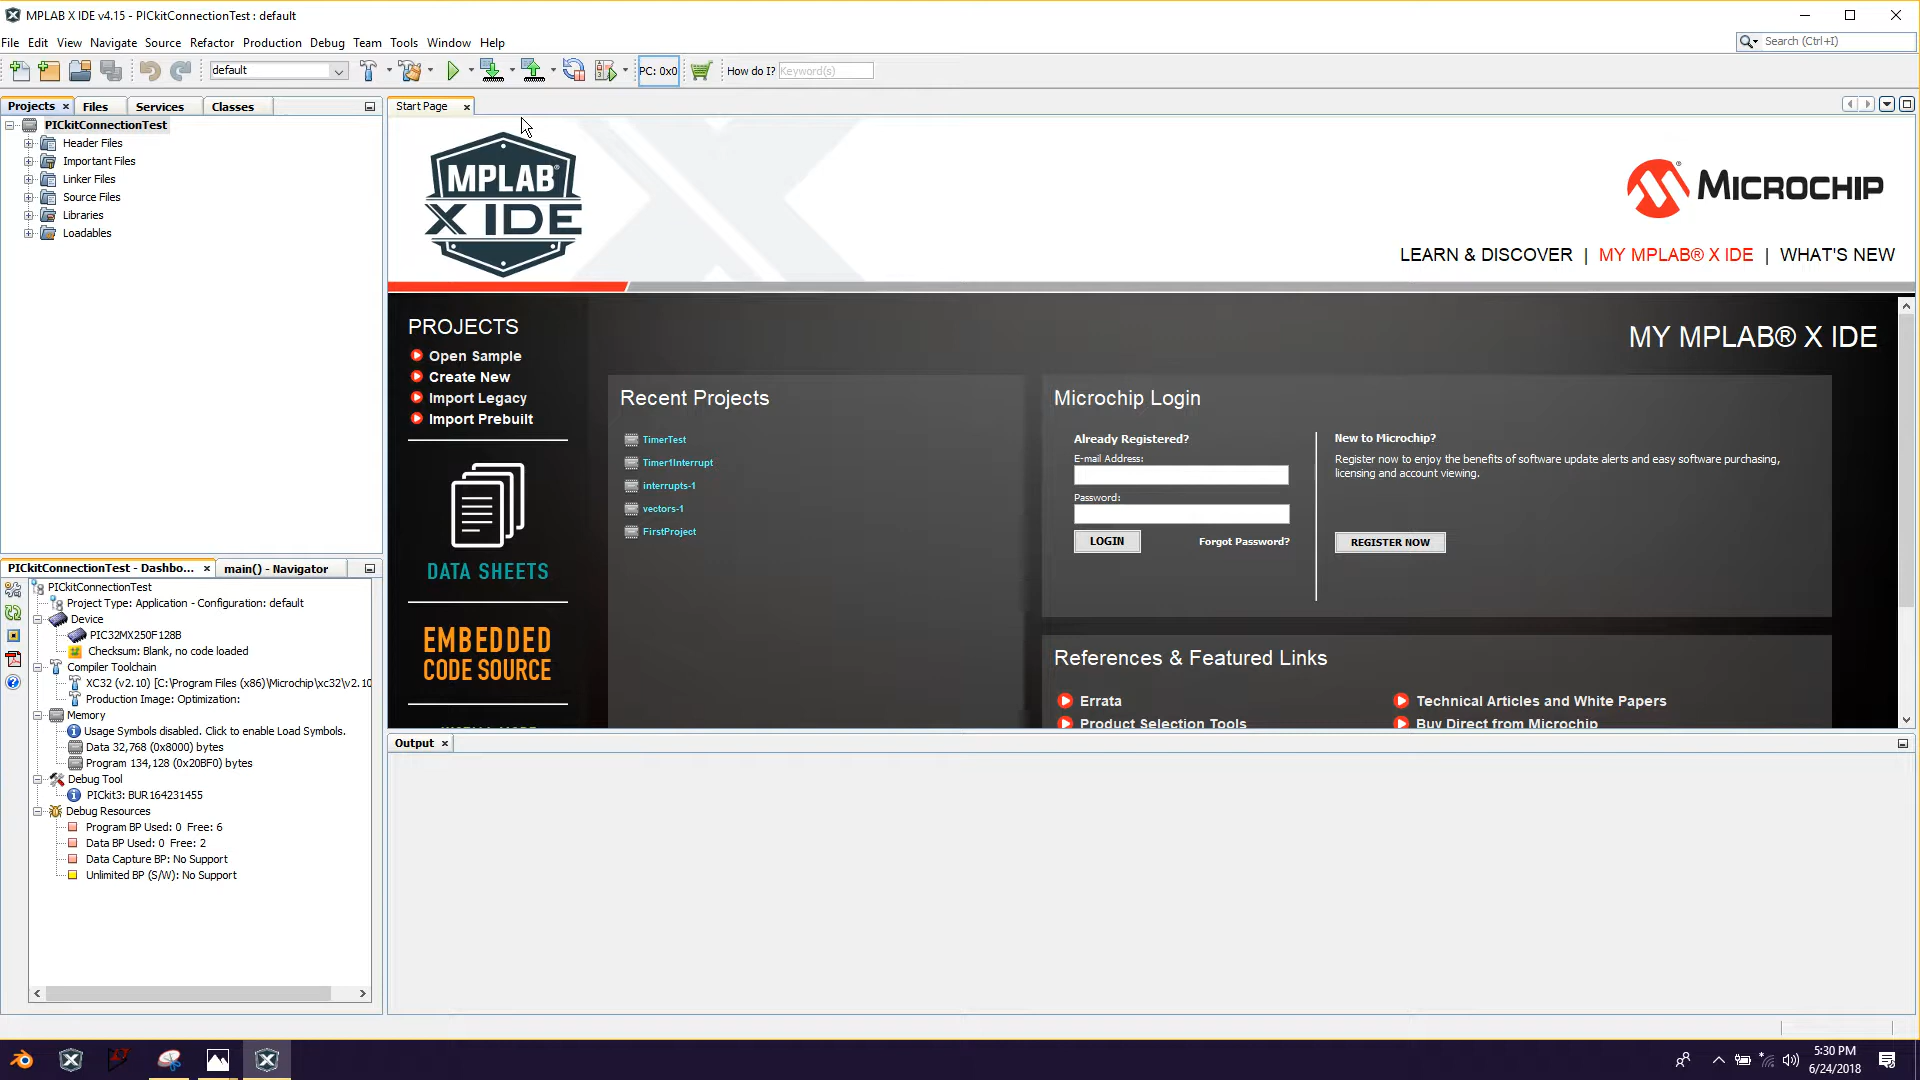 MPLAB X IDE v4.15 - PICkitConnectionTest : default
File Edit View Navigate Source Refactor Production Debug Team Tools Window Help
Search (Ctrl+I)
default
PC: 0x0
How do I? Keyword(s)
Projects Files Services Classes
Start Page
PICkitConnectionTest
Header Files
Important Files
Linker Files
Source Files
Libraries
Loadables
MPLAB®
X IDE
MICROCHIP
LEARN & DISCOVER | MY MPLAB® X IDE | WHAT'S NEW
PROJECTS
Open Sample
Create New
Import Legacy
Import Prebuilt
DATA SHEETS
EMBEDDED
CODE SOURCE
MY MPLAB® X IDE
Recent Projects
TimerTest
Timer1Interrupt
interrupts-1
vectors-1
FirstProject
Microchip Login
Already Registered?
E-mail Address:
Password:
LOGIN
Forgot Password?
New to Microchip?
Register now to enjoy the benefits of software update alerts and easy software purchasing,
licensing and account viewing.
REGISTER NOW
References & Featured Links
Errata
Technical Articles and White Papers
Product Selection Tools
Buy Direct from Microchip
PICkitConnectionTest - Dashbo... main() - Navigator
PICkitConnectionTest
Project Type: Application - Configuration: default
Device
PIC32MX250F128B
Checksum: Blank, no code loaded
Compiler Toolchain
XC32 (v2.10) [C:\Program Files (x86)\Microchip\xc32\v2.10
Production Image: Optimization:
Memory
Usage Symbols disabled. Click to enable Load Symbols.
Data 32,768 (0x8000) bytes
Program 134,128 (0x20BF0) bytes
Debug Tool
PICkit3: BUR164231455
Debug Resources
Program BP Used: 0 Free: 6
Data BP Used: 0 Free: 2
Data Capture BP: No Support
Unlimited BP (S/W): No Support
Output
5:30 PM
6/24/2018